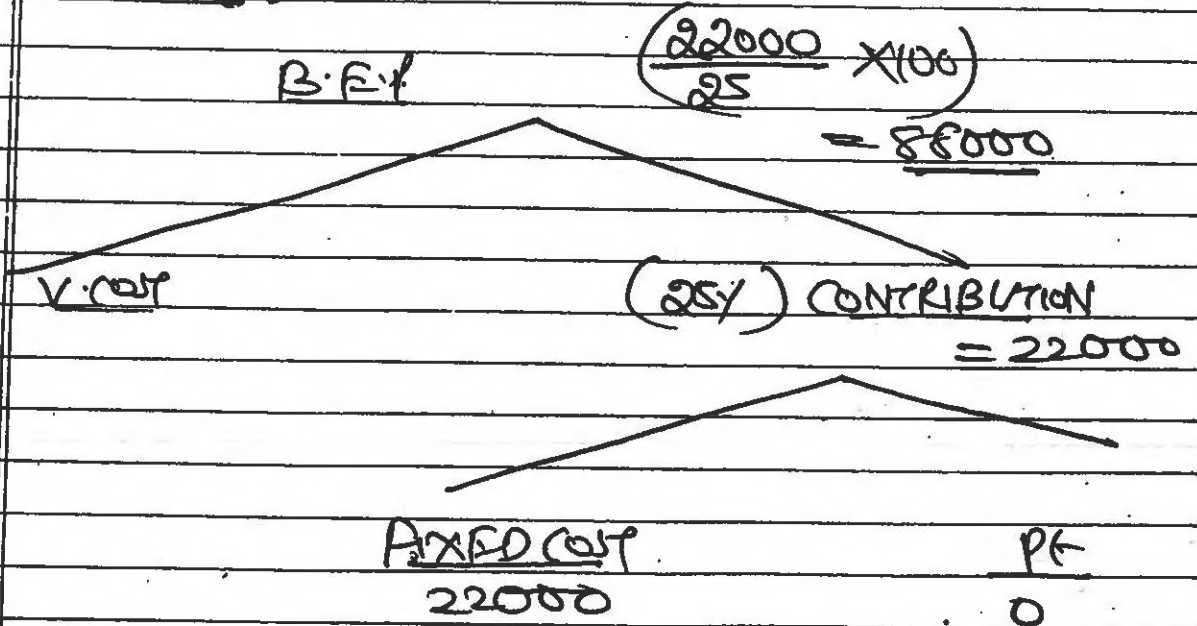 B.E.P (22000/25 X100)
= 88000
V.COST (25%) CONTRIBUTION
= 22000
FIXED COST PF
22000 0